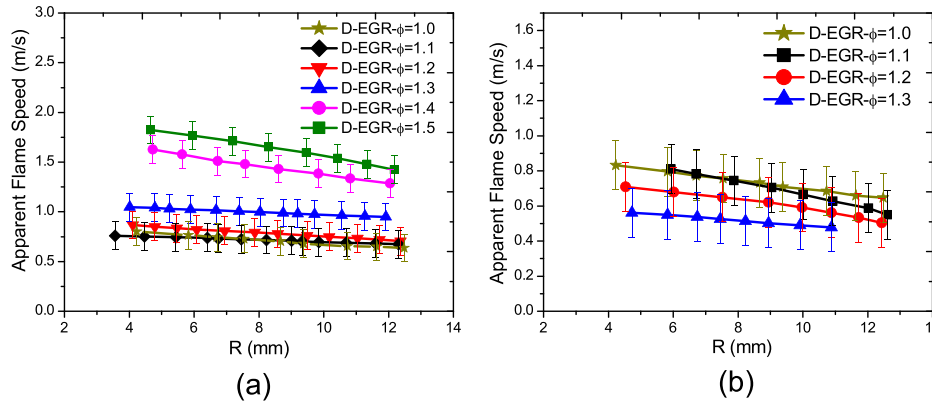 D-EGR-ϕ=1.0
D-EGR-ϕ=1.1
D-EGR-ϕ=1.2
D-EGR-ϕ=1.3
D-EGR-ϕ=1.4
D-EGR-ϕ=1.5
Apparent Flame Speed (m/s)
3.0
2.5
2.0
1.5
1.0
0.5
0.0
2 4 6 8 10 12 14
R (mm)
(a)
D-EGR-ϕ=1.0
D-EGR-ϕ=1.1
D-EGR-ϕ=1.2
D-EGR-ϕ=1.3
Apparent Flame Speed (m/s)
1.6
1.4
1.2
1.0
0.8
0.6
0.4
0.2
0.0
2 4 6 8 10 12 14
R (mm)
(b)